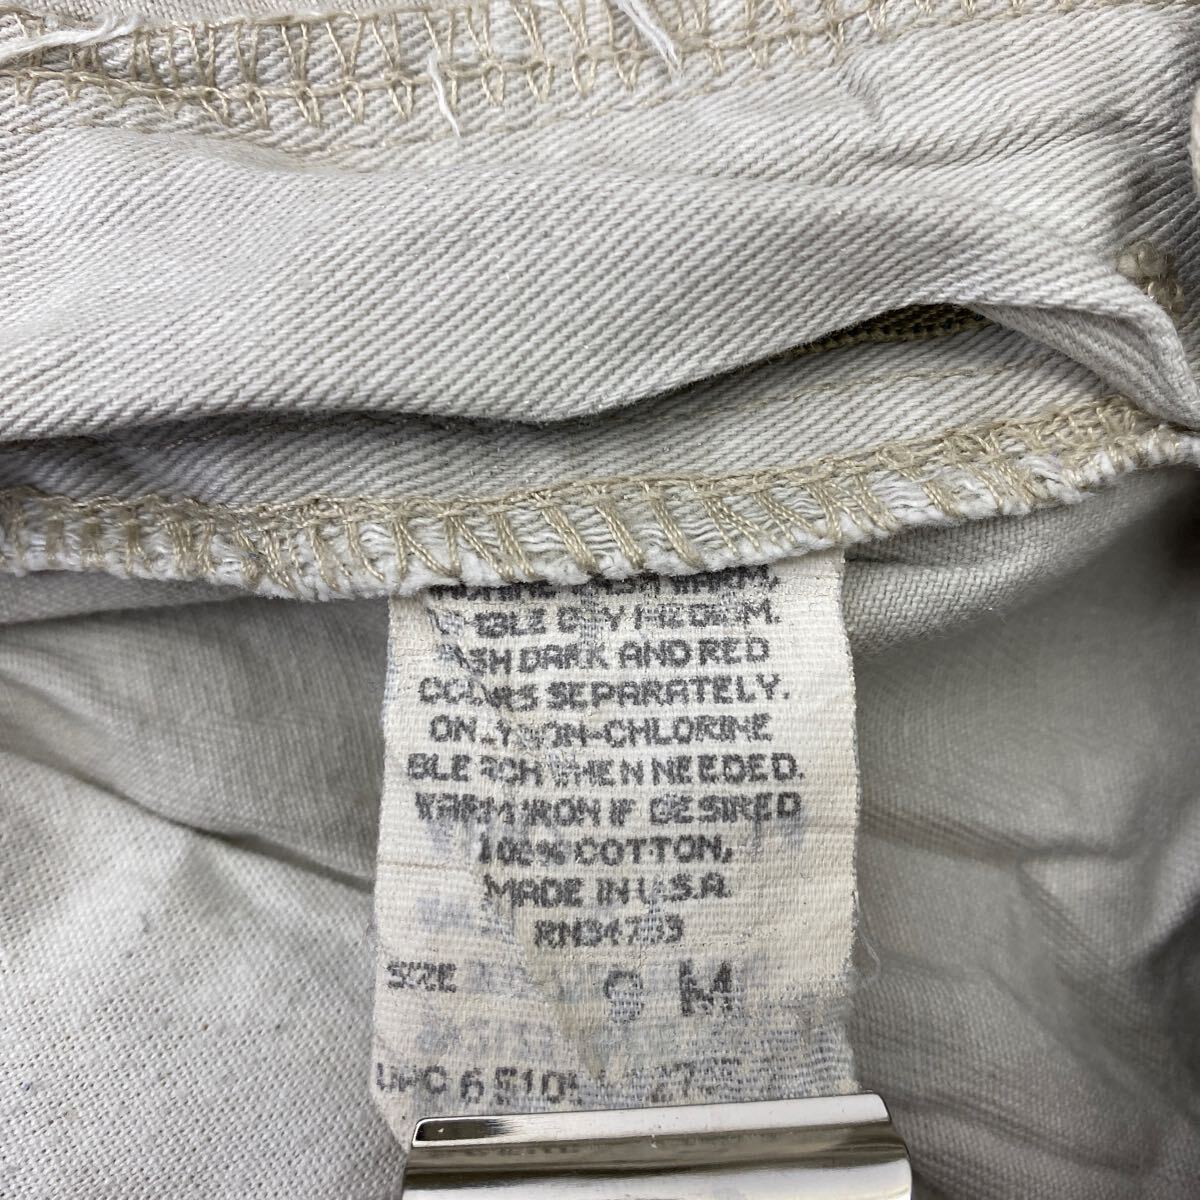 MACHINE WASH WARM,
DRY MEDIUM.
WASH DARK AND RED
COLORS SEPARATELY.
ONLY NON-CHLORINE
BLEACH WHEN NEEDED.
WARM IRON IF DESIRED
100% COTTON,
MADE IN U.S.A.
RN34733
SIZE 9 M